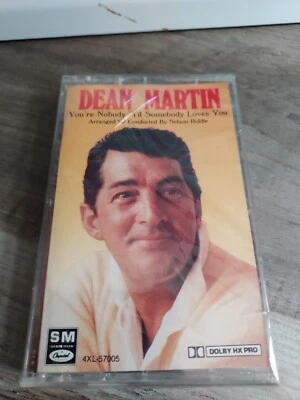 DEAN MARTIN
You're Nobody 'til Somebody Loves You
Arranged & Conducted By Nelson Riddle
SM
Capitol
4XL-57005
DOLBY HX PRO